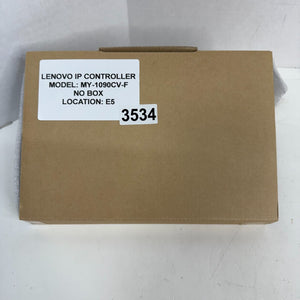 LENOVO IP CONTROLLER
MODEL: MY-1090CV-F
NO BOX
LOCATION: E5
3534